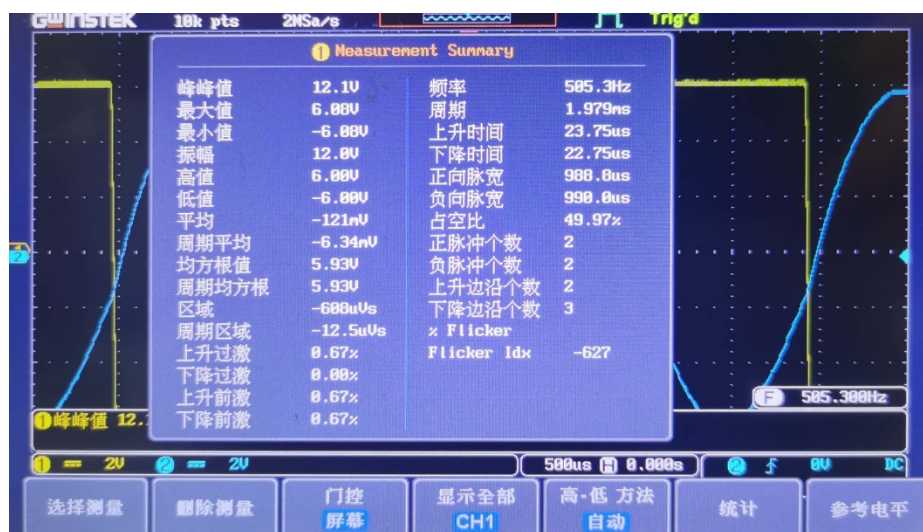 GWINSTEK 10k pts 2MSa/s Trig'd
1 Measurement Summary
峰峰值 12.1V 频率 505.3Hz
最大值 6.08V 周期 1.979ms
最小值 -6.08V 上升时间 23.75us
振幅 12.0V 下降时间 22.75us
高值 6.00V 正向脉宽 988.8us
低值 -6.00V 负向脉宽 990.0us
平均 -121mV 占空比 49.97%
周期平均 -6.34mV 正脉冲个数 2
均方根值 5.93V 负脉冲个数 2
周期均方根 5.93V 上升边沿个数 2
区域 -608uVs 下降边沿个数 3
周期区域 -12.5uVs % Flicker
上升过激 0.67% Flicker Idx -627
下降过激 0.00%
上升前激 0.67%
下降前激 0.67%
2
F 505.300Hz
1 峰峰值 12.
1 2V 2 2V 500us H 0.000s 2 0V DC
选择测量 删除测量 门控 显示全部 高-低 方法 统计 参考电平
屏幕 CH1 自动